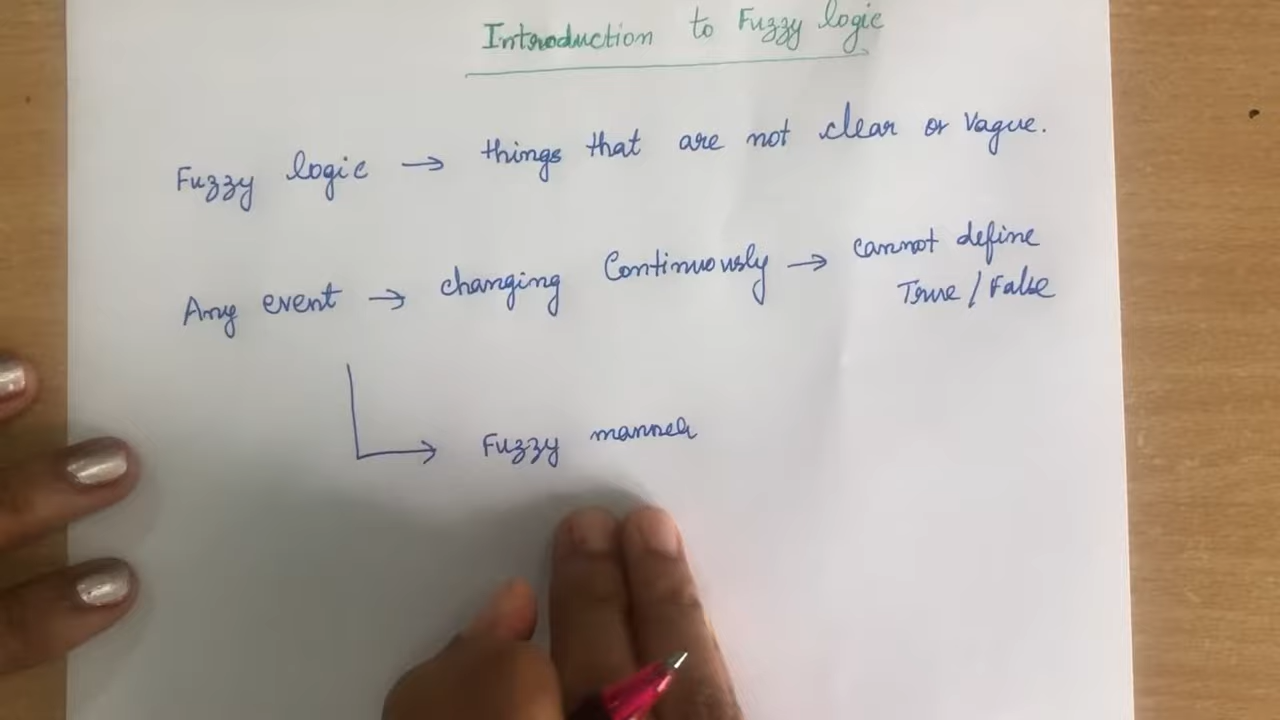 Introduction to Fuzzy logic
Fuzzy logic → things that are not clear or Vague.
Any event → changing Continuously → cannot define
True / False
Fuzzy manner